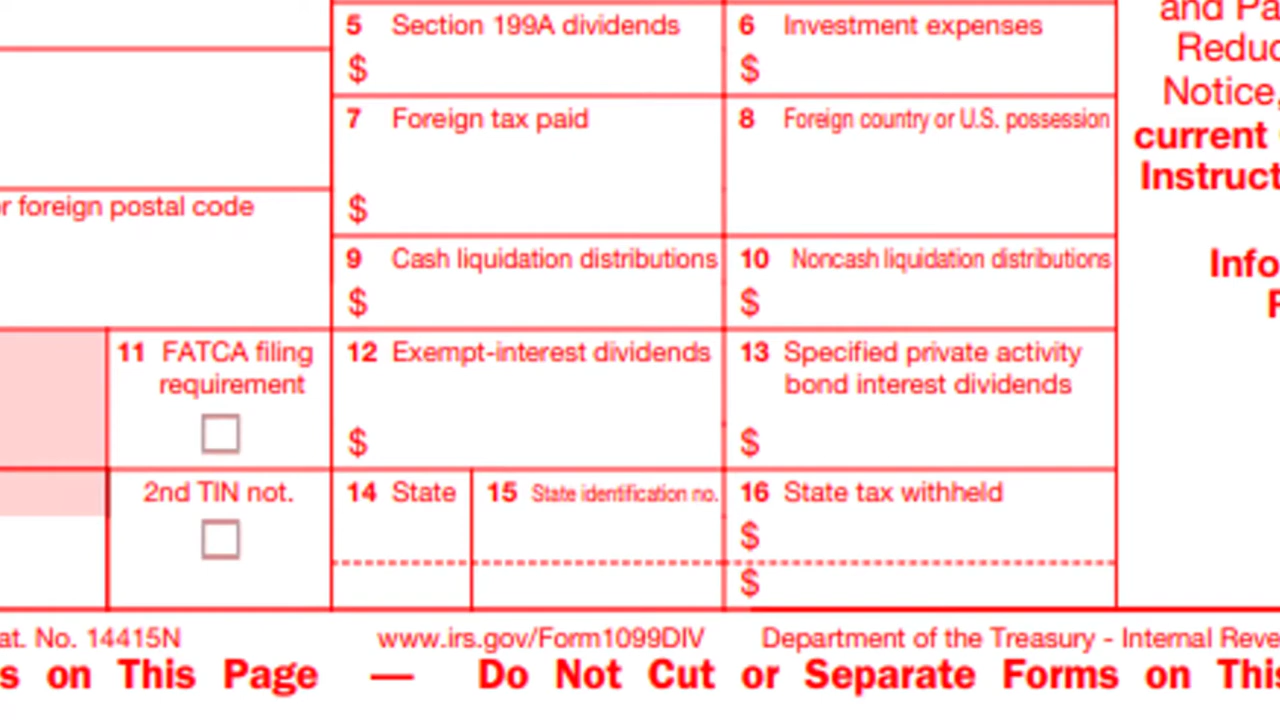 5 Section 199A dividends
$
6 Investment expenses
$
and Pa
Reduc
Notice,
current
Instruct
7 Foreign tax paid
$
8 Foreign country or U.S. possession
r foreign postal code
9 Cash liquidation distributions
$
10 Noncash liquidation distributions
$
Info
11 FATCA filing
requirement
12 Exempt-interest dividends
$
13 Specified private activity
bond interest dividends
$
2nd TIN not.
14 State
15 State identification no.
16 State tax withheld
$
$
at. No. 14415N
www.irs.gov/Form1099DIV
Department of the Treasury - Internal Reve
s on This Page — Do Not Cut or Separate Forms on This